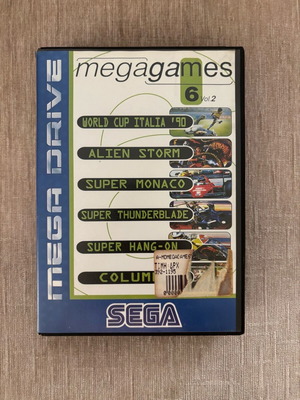 MEGA DRIVE
megagames
6 Vol.2
WORLD CUP ITALIA '90
ALIEN STORM
SUPER MONACO
SUPER THUNDERBLADE
SUPER HANG-ON
COLUM
SEGA